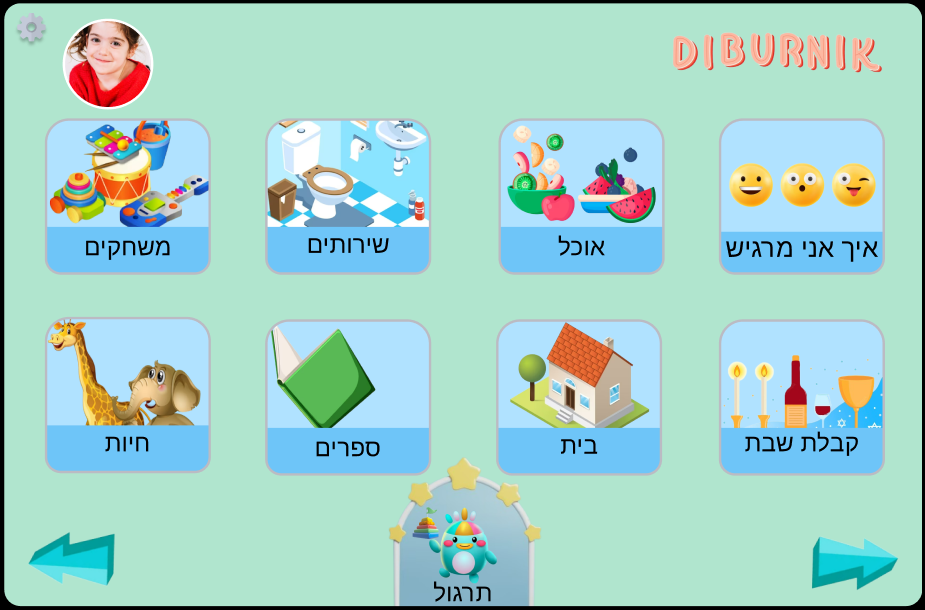 DIBURNIK
איך אני מרגיש
אוכל
שירותים
משחקים
קבלת שבת
בית
ספרים
חיות
תרגול